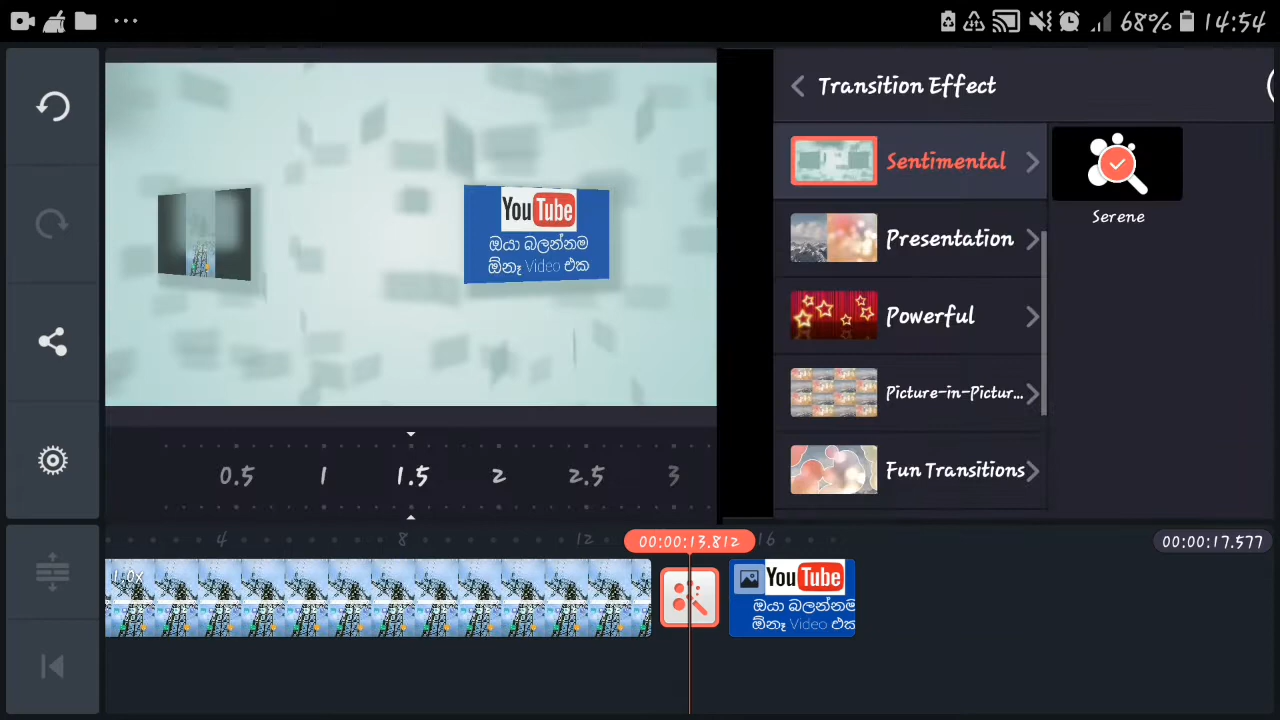 68% 14:54
Transition Effect
Sentimental
Serene
Presentation
Powerful
Picture-in-Pictur...
Fun Transitions
YouTube
ඔයා බලන්නම
ඕනෑ Video එක
0.5 1 1.5 2 2.5 3
4 8 12 16
00:00:13.812
00:00:17.577
1.0x
YouTube
ඔයා බලන්නම
ඕනෑ Video එක